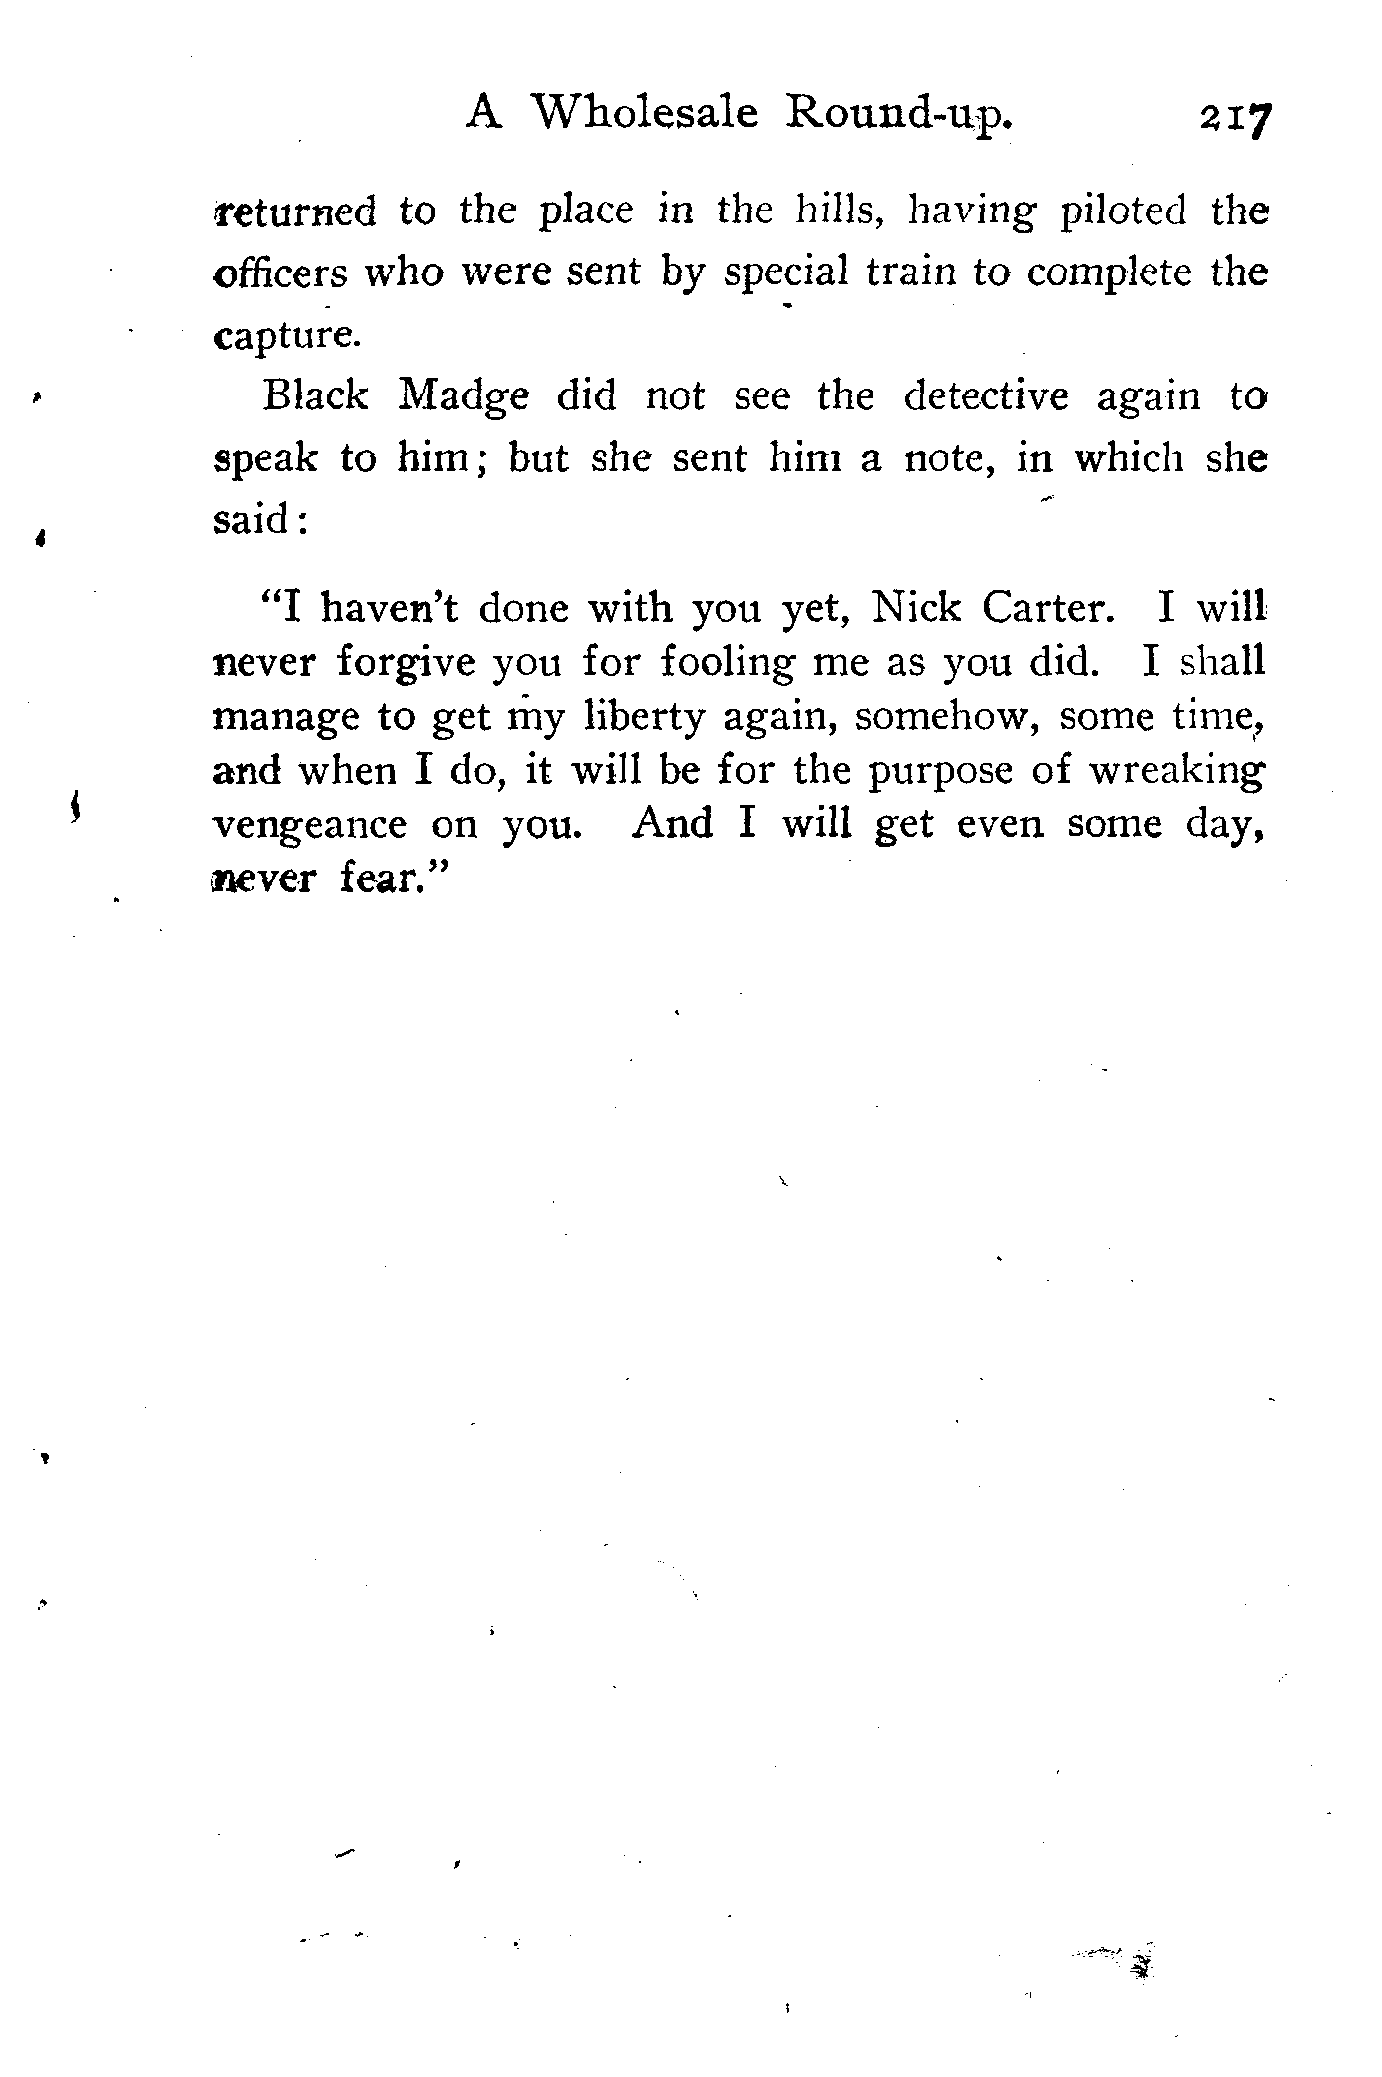 A Wholesale Round-up. 217
returned to the place in the hills, having piloted the
officers who were sent by special train to complete the
capture.
Black Madge did not see the detective again to
speak to him; but she sent him a note, in which she
said:
"I haven't done with you yet, Nick Carter. I will
never forgive you for fooling me as you did. I shall
manage to get my liberty again, somehow, some time,
and when I do, it will be for the purpose of wreaking
vengeance on you. And I will get even some day,
never fear."